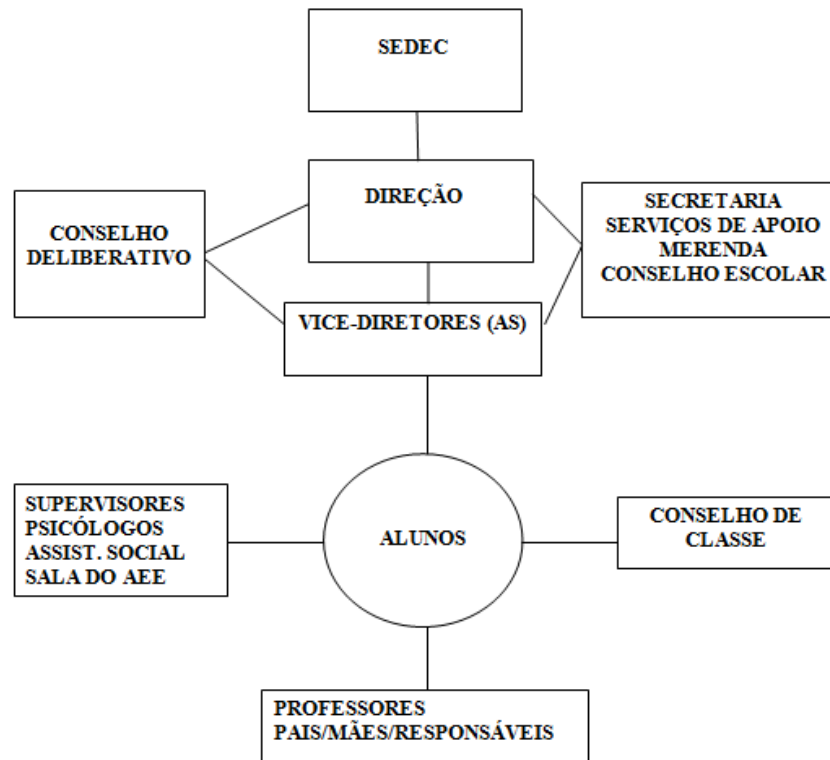 SEDEC
DIREÇÃO
CONSELHO
DELIBERATIVO
SECRETARIA
SERVIÇOS DE APOIO
MERENDA
CONSELHO ESCOLAR
VICE-DIRETORES (AS)
SUPERVISORES
PSICÓLOGOS
ASSIST. SOCIAL
SALA DO AEE
ALUNOS
CONSELHO DE
CLASSE
PROFESSORES
PAIS/MÃES/RESPONSÁVEIS